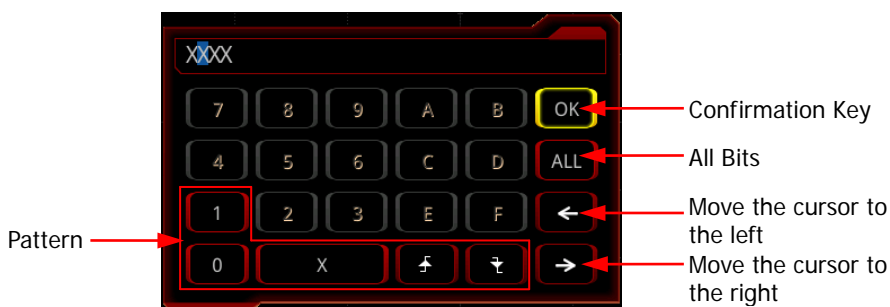 XXXX
7 8 9 A B OK
Confirmation Key
4 5 6 C D ALL
All Bits
1 2 3 E F ←
Move the cursor to
the left
Pattern
0 X →
Move the cursor to
the right